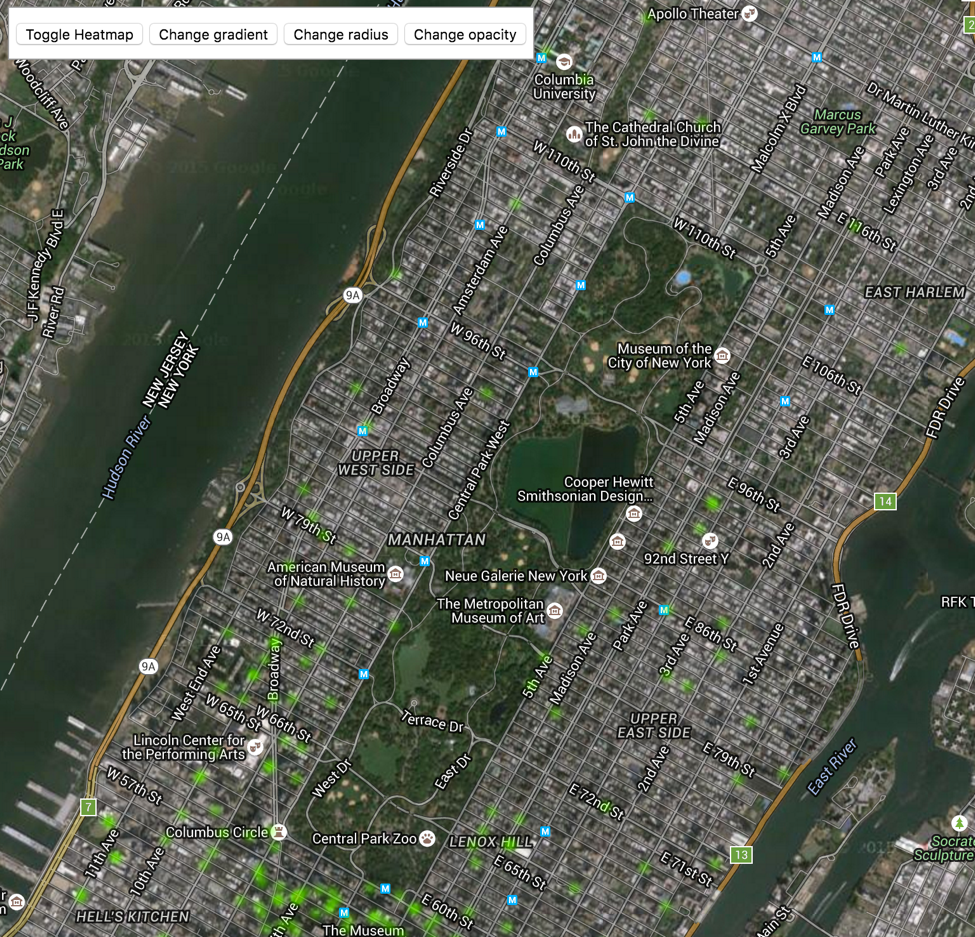 Toggle Heatmap
Change gradient
Change radius
Change opacity
Apollo Theater
Woodcliff Ave
Columbia
University
Dr Martin Luther
Marcus
Garvey Park
Malcolm X Blvd
The Cathedral Church
of St. John the Divine
Riverside Dr
W 110th St
Park Ave
Lexington Ave
3rd Ave
Madison Ave
Columbus Ave
W 110th St
5th Ave
E 116th St
J F Kennedy Blvd E
River Rd
Amsterdam Ave
9A
EAST HARLEM
W 96th St
Museum of the
City of New York
E 106th St
NEW JERSEY
NEW YORK
Hudson River
Broadway
Columbus Ave
5th Ave
Madison Ave
3rd Ave
FDR Drive
UPPER
WEST SIDE
Central Park West
Cooper Hewitt
Smithsonian Design...
E 96th St
14
W 79th St
9A
MANHATTAN
92nd Street Y
2nd Ave
American Museum
of Natural History
Neue Galerie New York
FDR Drive
RFK
The Metropolitan
Museum of Art
Park Ave
W 72nd St
E 86th St
3rd Ave
1st Avenue
9A
West End Ave
Broadway
5th Ave
Madison Ave
W 65th St
W 66th St
Terrace Dr
UPPER
EAST SIDE
Lincoln Center for
the Performing Arts
West Dr
East Dr
2nd Ave
E 79th St
East River
W 57th St
7
E 72nd St
Columbus Circle
Central Park Zoo
LENOX HILL
Socrat
Sculpture
11th Ave
10th Ave
E 65th St
E 71st St
13
HELL'S KITCHEN
E 60th St
The Museum
Main St